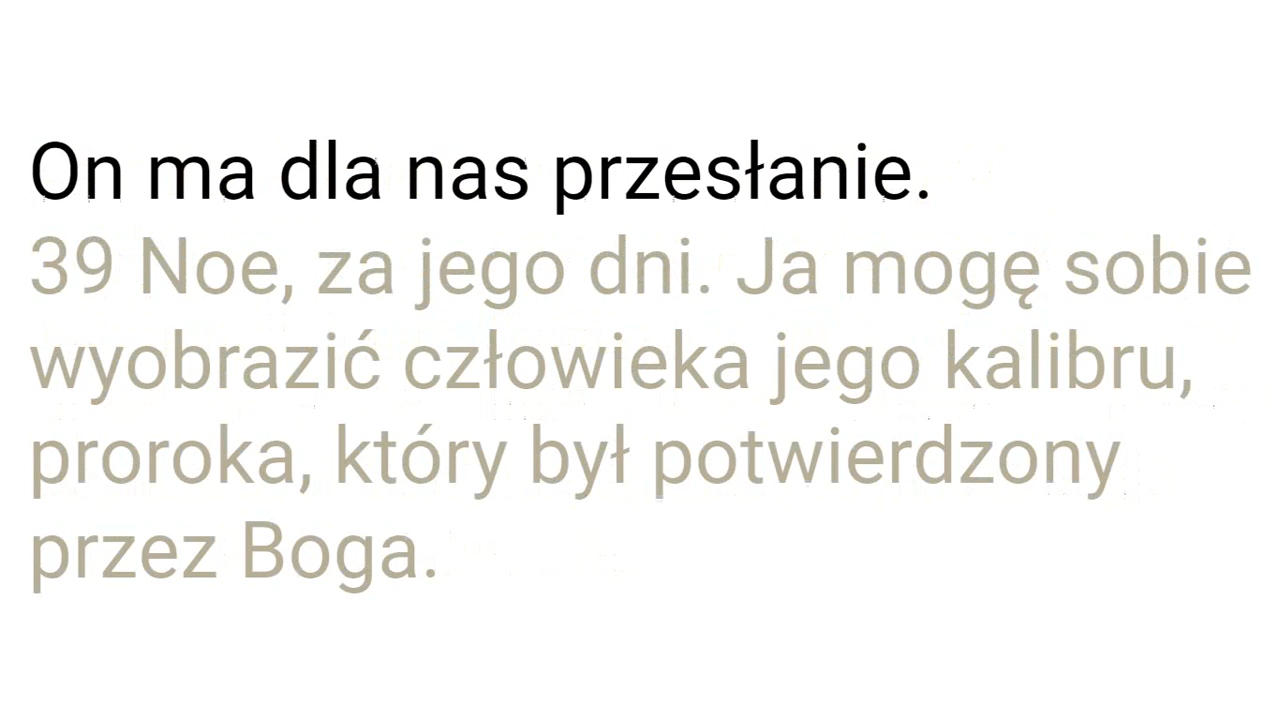 On ma dla nas przesłanie.
39 Noe, za jego dni. Ja mogę sobie
wyobrazić człowieka jego kalibru,
proroka, który był potwierdzony
przez Boga.